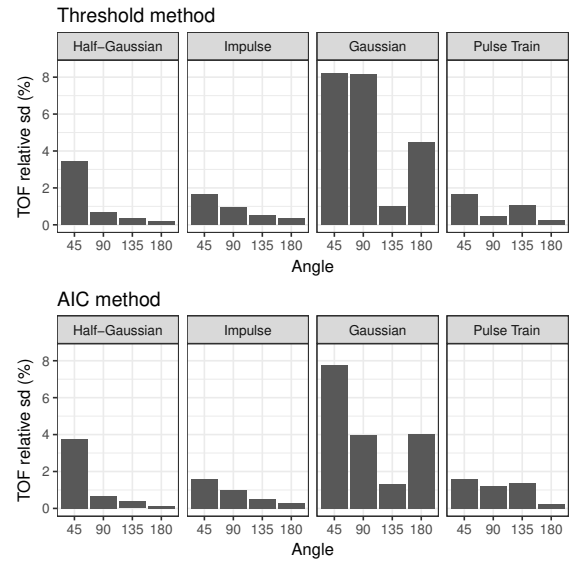 Threshold method
Half−Gaussian Impulse Gaussian Pulse Train
TOF relative sd (%)
8
6
4
2
0
45 90 135 180 45 90 135 180 45 90 135 180 45 90 135 180
Angle
AIC method
Half−Gaussian Impulse Gaussian Pulse Train
TOF relative sd (%)
8
6
4
2
0
45 90 135 180 45 90 135 180 45 90 135 180 45 90 135 180
Angle